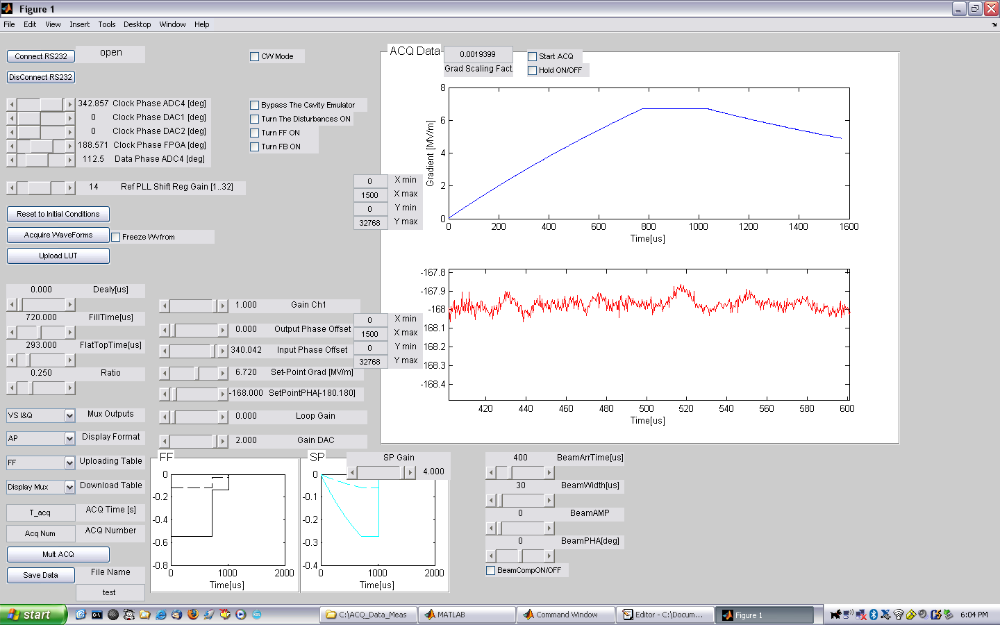 Figure 1
File Edit View Insert Tools Desktop Window Help
Connect RS232 open
DisConnect RS232
CW Mode
342.857 Clock Phase ADC4 [deg]
0 Clock Phase DAC1 [deg]
0 Clock Phase DAC2 [deg]
188.571 Clock Phase FPGA [deg]
112.5 Data Phase ADC4 [deg]
14 Ref PLL Shift Reg Gain [1..32]
Bypass The Cavity Emulator
Turn The Disturbances ON
Turn FF ON
Turn FB ON
Reset to Initial Conditions
Acquire WaveForms
Freeze Wvfrom
Upload LUT
0.000 Dealy[us]
720.000 FillTime[us]
293.000 FlatTopTime[us]
0.250 Ratio
VS I&Q Mux Outputs
AP Display Format
FF Uploading Table
Display Mux Download Table
T_acq ACQ Time [s]
Acq Num ACQ Number
Mult ACQ
Save Data File Name
test
1.000 Gain Ch1
0.000 Output Phase Offset
340.042 Input Phase Offset
6.720 Set-Point Grad [MV/m]
-168.000 SetPointPHA[-180.180]
0.000 Loop Gain
2.000 Gain DAC
ACQ Data
0.0019399
Grad Scaling Fact.
Start ACQ
Hold ON/OFF
0 X min
1500 X max
0 Y min
32768 Y max
Gradient [MV/m]
8
6
4
2
0
0 200 400 600 800 1000 1200 1400 1600
Time[us]
0 X min
1500 X max
0 Y min
32768 Y max
-167.8
-167.9
-168
168.1
168.2
168.3
-168.4
420 440 460 480 500 520 540 560 580 600
Time[us]
FF
0
-0.2
-0.4
-0.6
-0.8
0 1000 2000
Time[us]
SP
SP Gain
4.000
0
-0.1
-0.2
-0.3
-0.4
0 1000 2000
Time[us]
400 BeamArrTime[us]
30 BeamWidth[us]
0 BeamAMP
0 BeamPHA[deg]
BeamCompON/OFF
start
C:\ACQ_Data_Meas
MATLAB
Command Window
Editor - C:\Docum...
Figure 1
6:04 PM